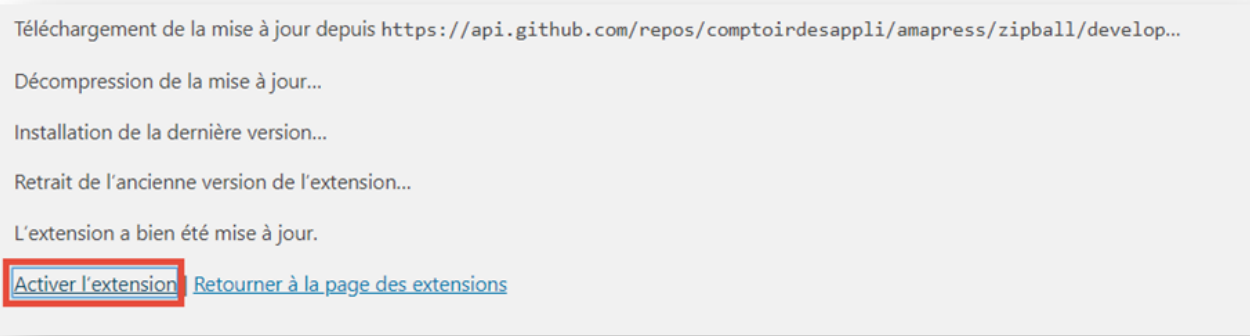 Téléchargement de la mise à jour depuis https://api.github.com/repos/comptoirdesappli/amapress/zipball/develop...
Décompression de la mise à jour...
Installation de la dernière version...
Retrait de l’ancienne version de l’extension...
L’extension a bien été mise à jour.
Activer l’extension | Retourner à la page des extensions